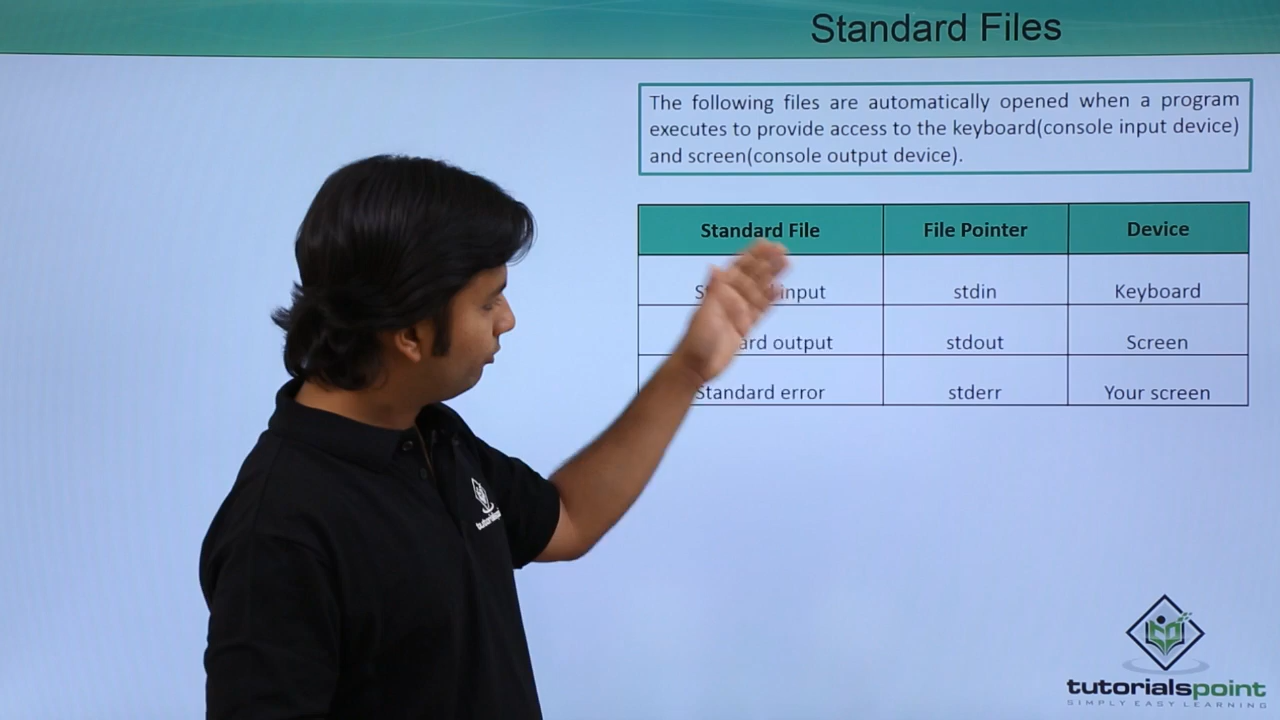 Standard Files
The following files are automatically opened when a program
executes to provide access to the keyboard(console input device)
and screen(console output device).
Standard File File Pointer Device
input stdin Keyboard
output stdout Screen
Standard error stderr Your screen
tutorialspoint
tutorialspoint
SIMPLY EASY LEARNING